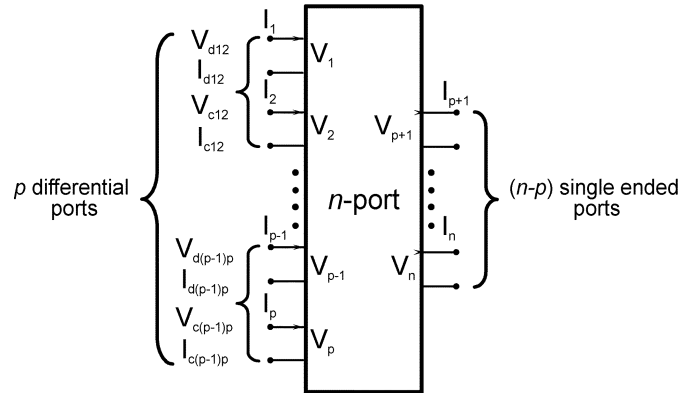 I1
Vd12
Id12
Vc12
Ic12
V1
I2
V2
Ip+1
Vp+1
p differential
ports
n-port
(n-p) single ended
ports
Ip-1
Vd(p-1)p
Id(p-1)p
Vc(p-1)p
Ic(p-1)p
Vp-1
Ip
Vp
In
Vn